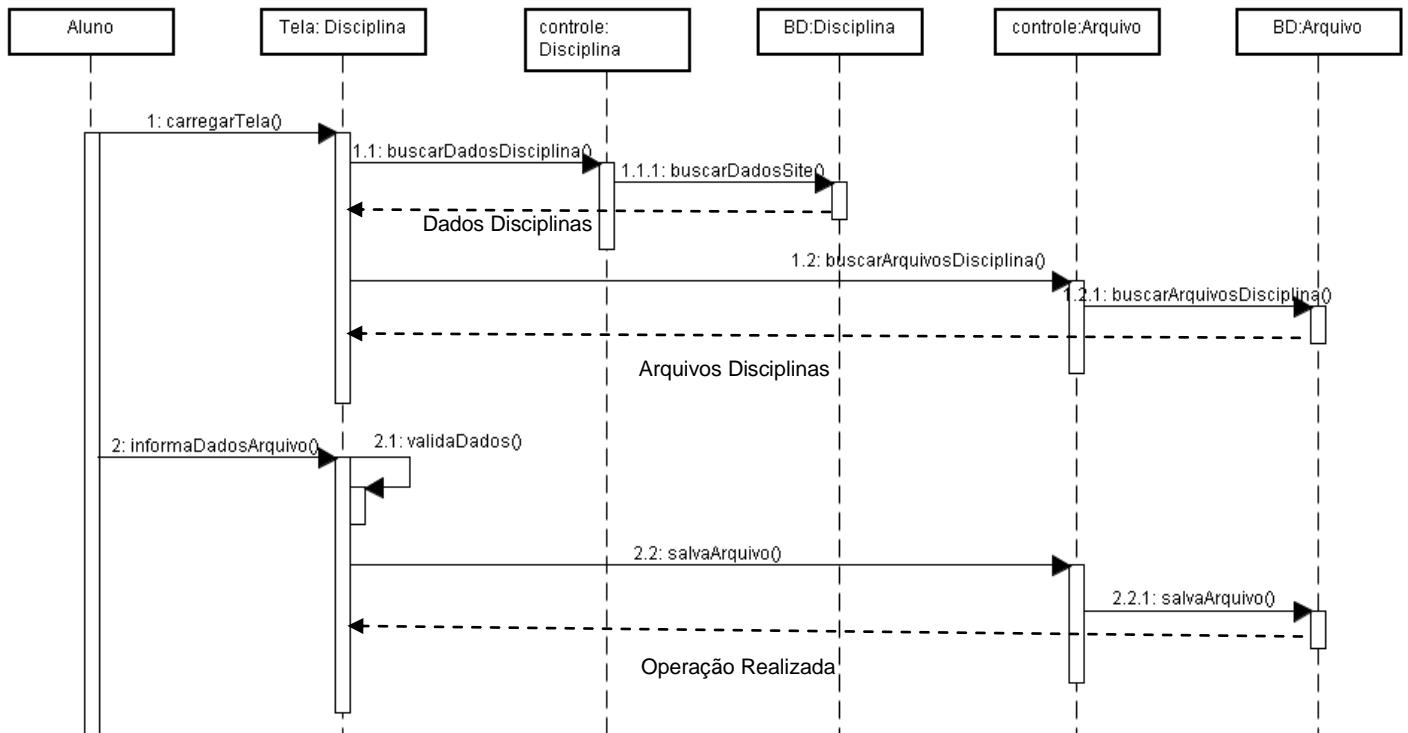 Aluno
Tela: Disciplina
controle:
Disciplina
BD:Disciplina
controle:Arquivo
BD:Arquivo
1: carregarTela()
1.1: buscarDadosDisciplina()
1.1.1: buscarDadosSite()
Dados Disciplinas
1.2: buscarArquivosDisciplina()
1.2.1: buscarArquivosDisciplina()
Arquivos Disciplinas
2: informaDadosArquivo()
2.1: validaDados()
2.2: salvaArquivo()
2.2.1: salvaArquivo()
Operação Realizada